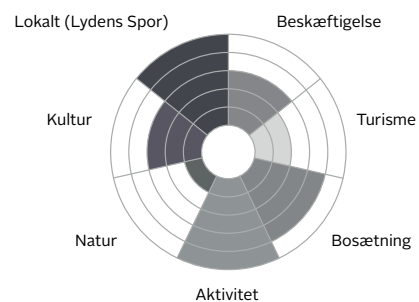 Lokalt (Lydens Spor)
Beskæftigelse
Kultur
Turisme
Natur
Bosætning
Aktivitet